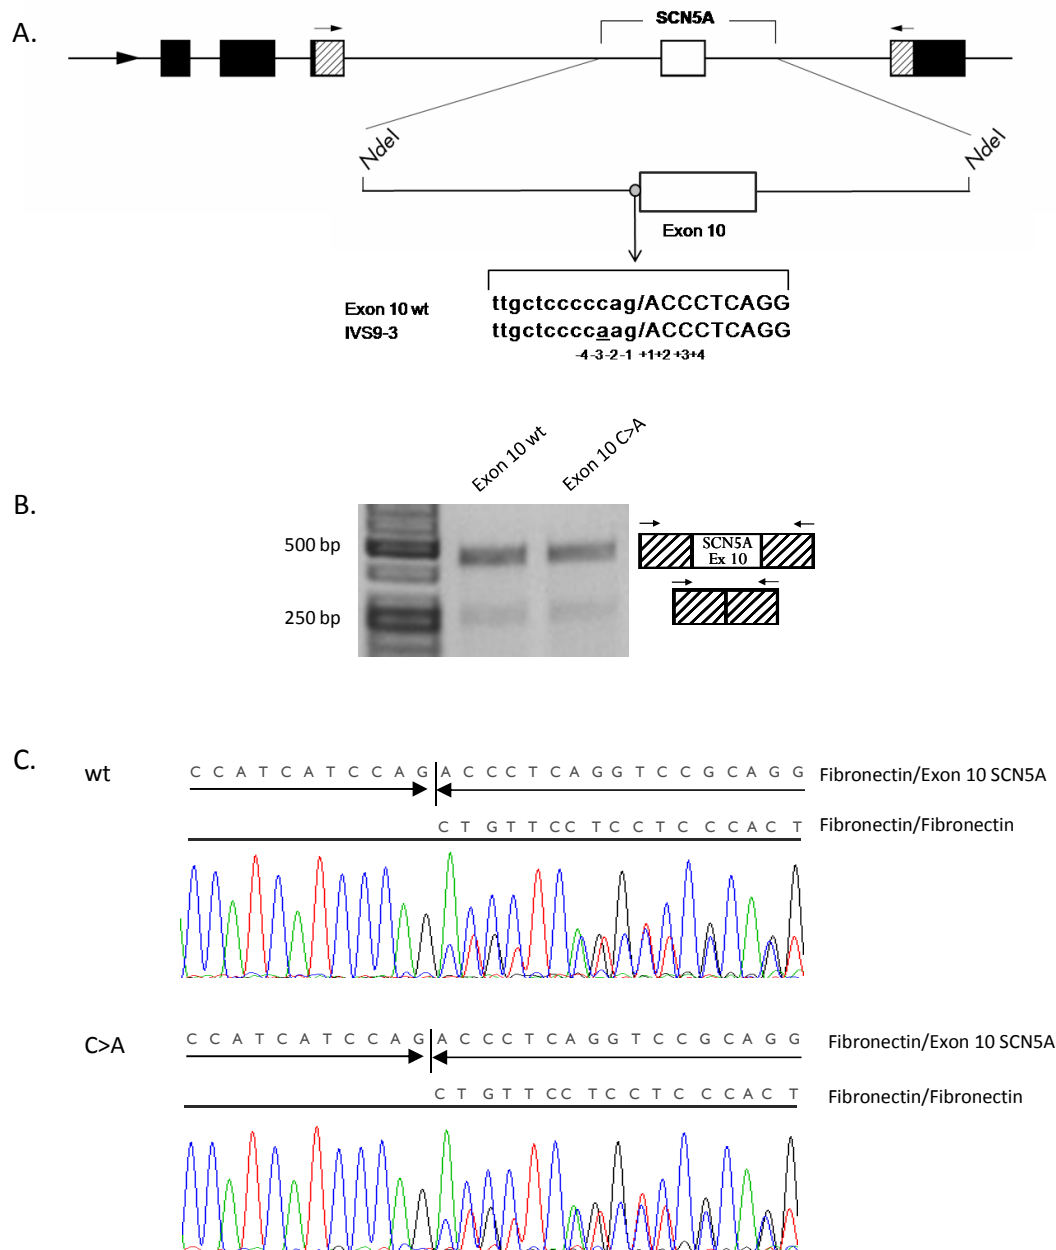 A.
SCN5A
NdeI
NdeI
Exon 10
Exon 10 wt
ttgctcccccag/ACCCTCAGG
IVS9-3
ttgctccccaag/ACCCTCAGG
-4-3-2-1 +1+2+3+4
Exon 10 wt
Exon 10 C>A
B.
500 bp
250 bp
SCN5A
Ex 10
C.
wt
C C A T C A T C C A G A C C C T C A G G T C C G C A G G
Fibronectin/Exon 10 SCN5A
C T G T T C C T C C T C C C A C T
Fibronectin/Fibronectin
C>A
C C A T C A T C C A G A C C C T C A G G T C C G C A G G
Fibronectin/Exon 10 SCN5A
C T G T T C C T C C T C C C A C T
Fibronectin/Fibronectin